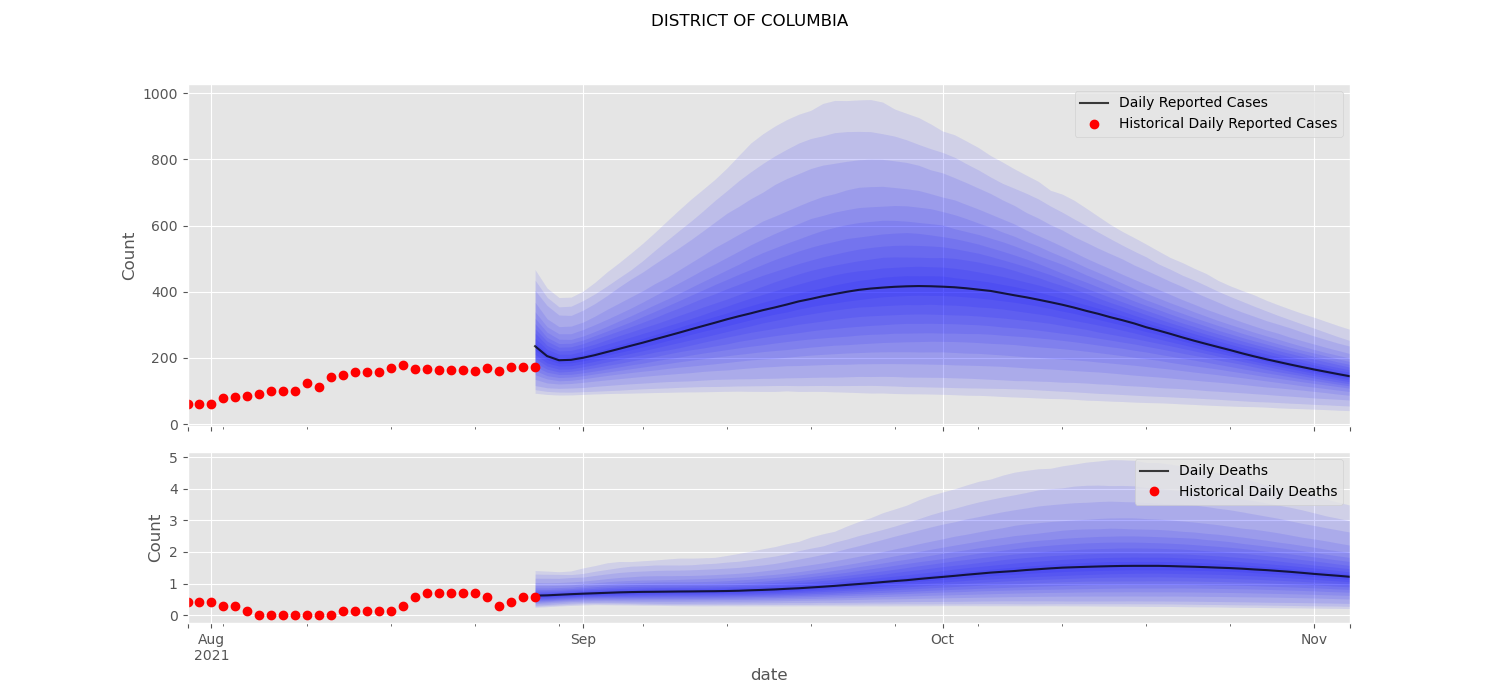 DISTRICT OF COLUMBIA
1000
800
600
400
200
0
Count
Daily Reported Cases
Historical Daily Reported Cases
5
4
3
2
1
0
Count
Daily Deaths
Historical Daily Deaths
Aug
2021
Sep
Oct
Nov
date